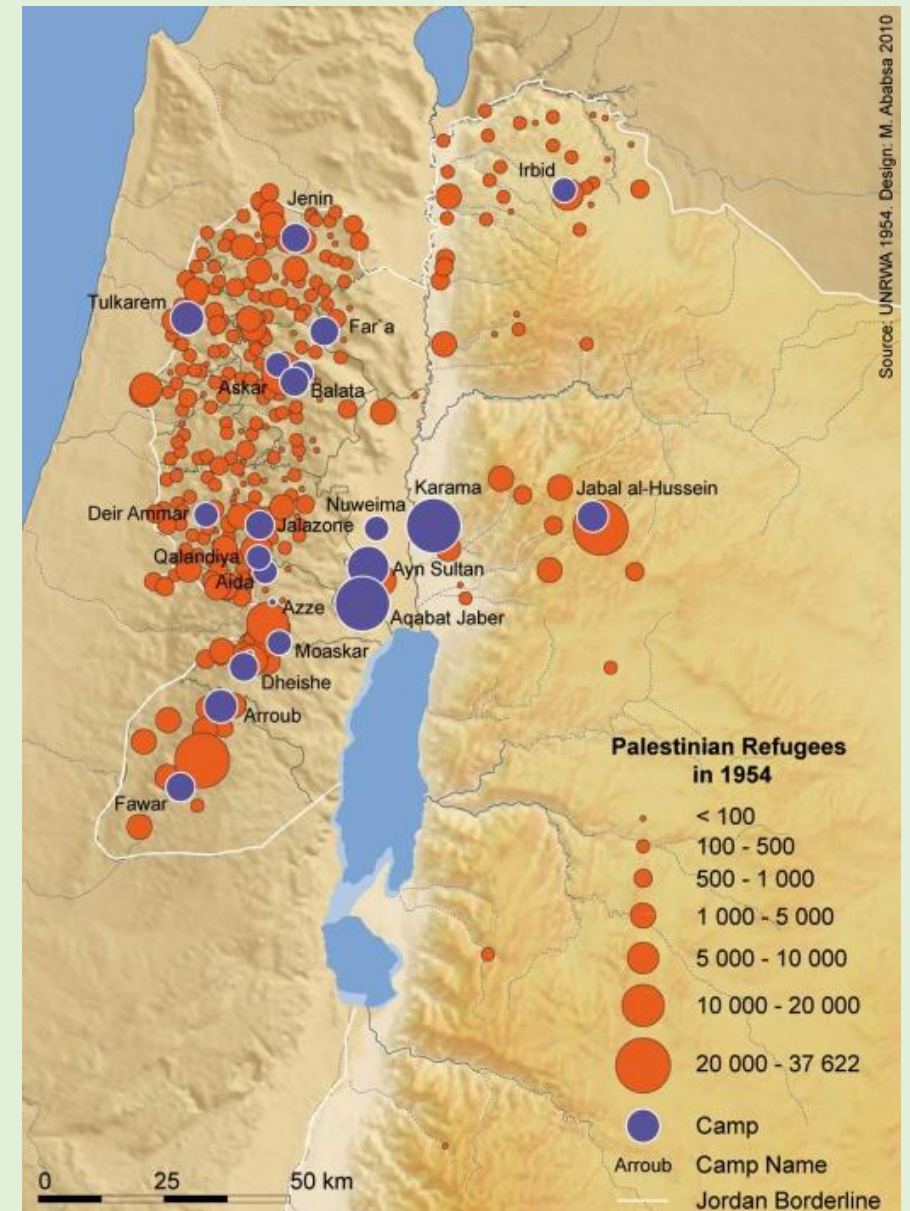 Source: UNRWA 1954. Design: M. Ababsa 2010
Irbid
Jenin
Tulkarem
Far`a
Askar
Balata
Karama
Jabal al-Hussein
Nuweima
Deir Ammar
Jalazone
Qalandiya
Ayn Sultan
Aida
Azze
Aqabat Jaber
Moaskar
Dheishe
Arroub
Fawar
Palestinian Refugees
in 1954
< 100
100 - 500
500 - 1 000
1 000 - 5 000
5 000 - 10 000
10 000 - 20 000
20 000 - 37 622
Camp
Arroub Camp Name
Jordan Borderline
0 25 50 km